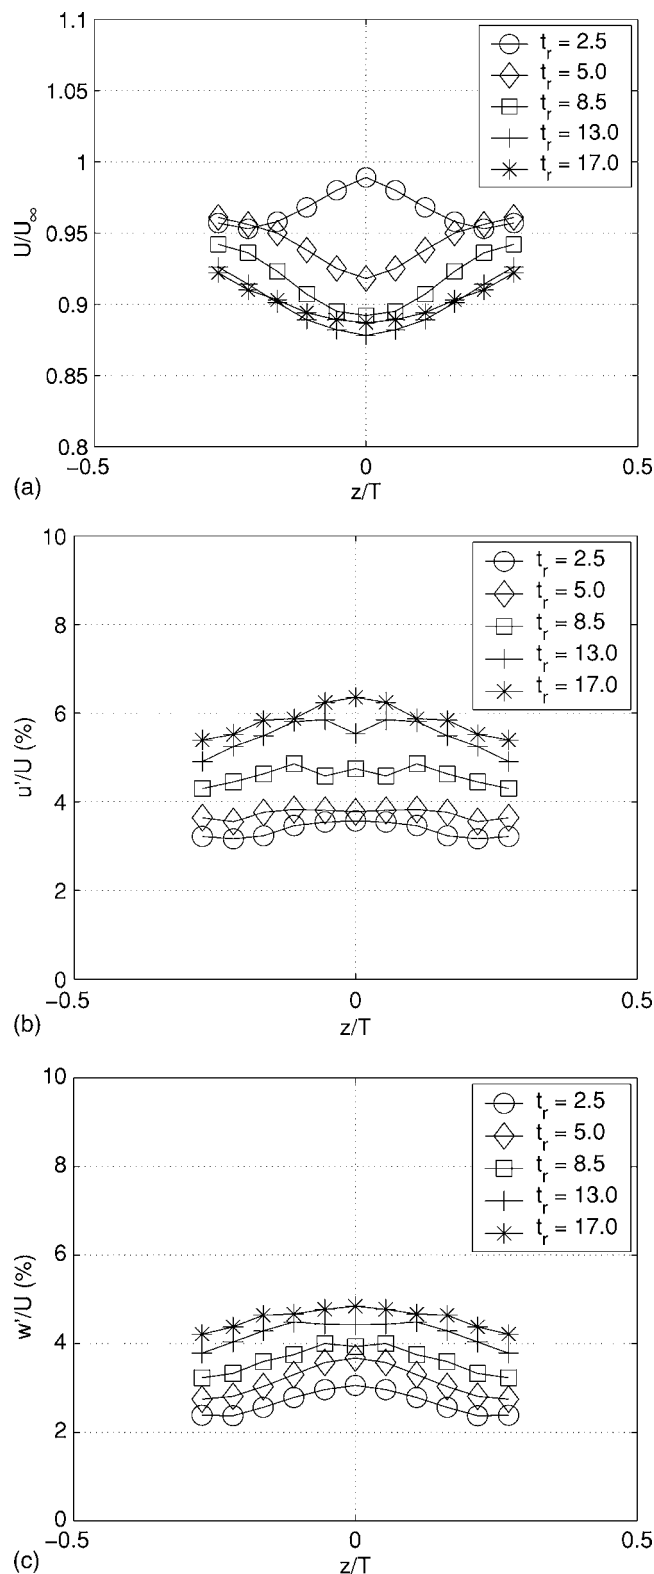 1.1
1.05
1
0.95
0.9
0.85
0.8
U/U∞
−0.5
0
0.5
z/T
t_r = 2.5
t_r = 5.0
t_r = 8.5
t_r = 13.0
t_r = 17.0
(a)
10
8
6
4
2
0
u'/U (%)
−0.5
0
0.5
z/T
t_r = 2.5
t_r = 5.0
t_r = 8.5
t_r = 13.0
t_r = 17.0
(b)
10
8
6
4
2
0
w'/U (%)
−0.5
0
0.5
z/T
t_r = 2.5
t_r = 5.0
t_r = 8.5
t_r = 13.0
t_r = 17.0
(c)